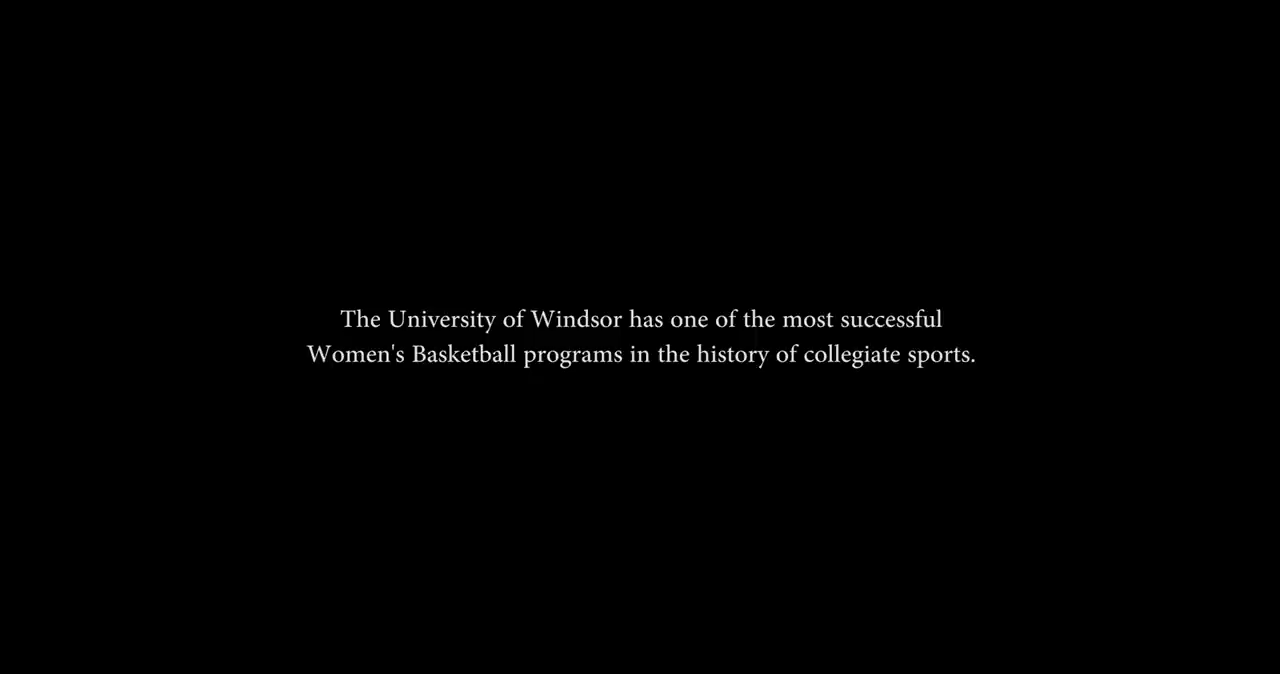 The University of Windsor has one of the most successful
Women's Basketball programs in the history of collegiate sports.